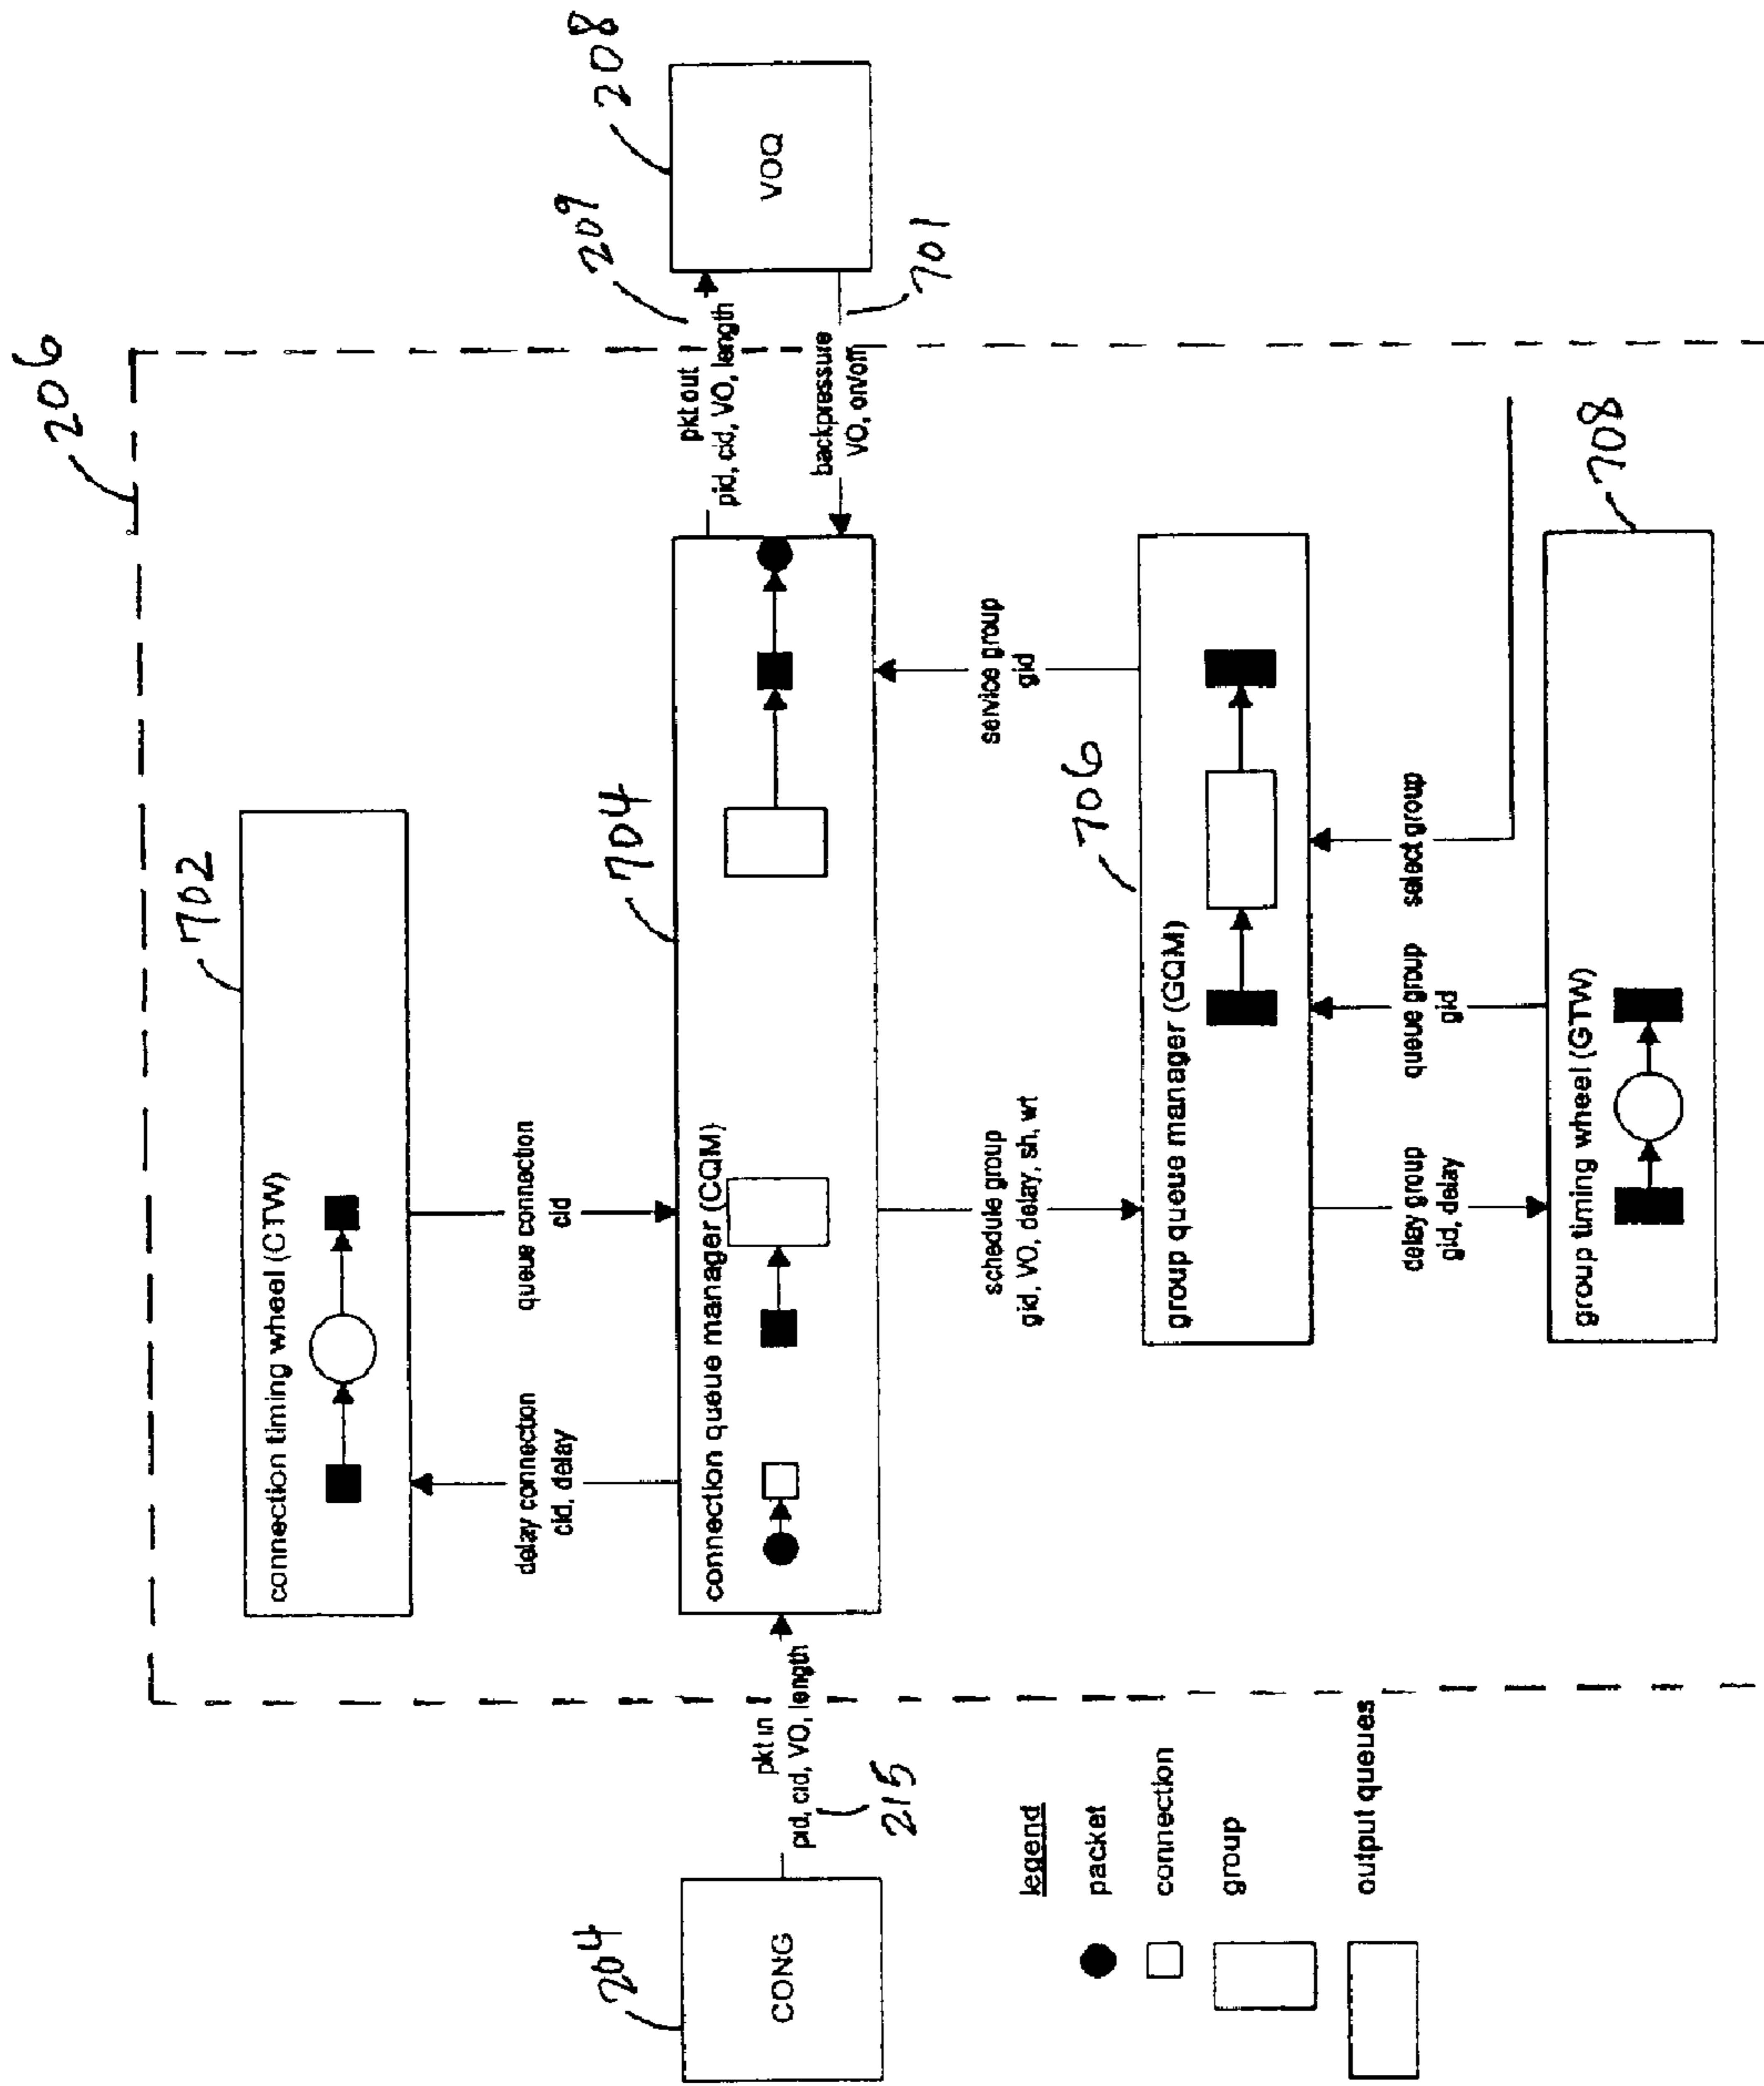 206
702
connection timing wheel (CTW)
delay connection
cid, delay
queue connection
cid
204
CONG
pkt in
pid, cid, VO, length
215
704
connection queue manager (CQM)
pkt out
pid, cid, VO, length
209
208
VOQ
backpressure
VO, on/off
701
schedule group
gid, VO, delay, sh, wt
service group
gid
706
group queue manager (GQM)
delay group
gid, delay
queue group
gid
select group
708
group timing wheel (GTW)
legend
packet
connection
group
output queues